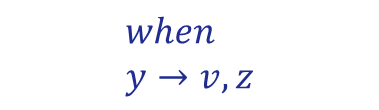 when
y → v, z